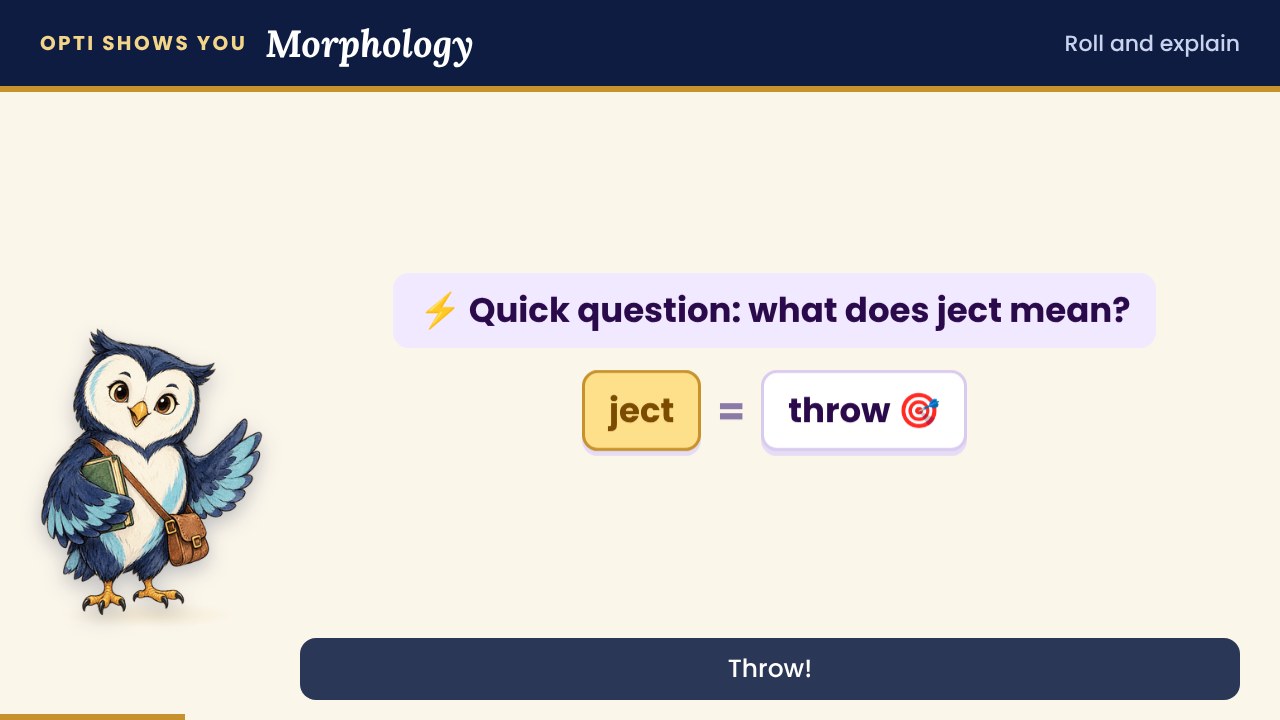 OPTI SHOWS YOU Morphology
Roll and explain
⚡ Quick question: what does ject mean?
ject = throw 🎯
Throw!